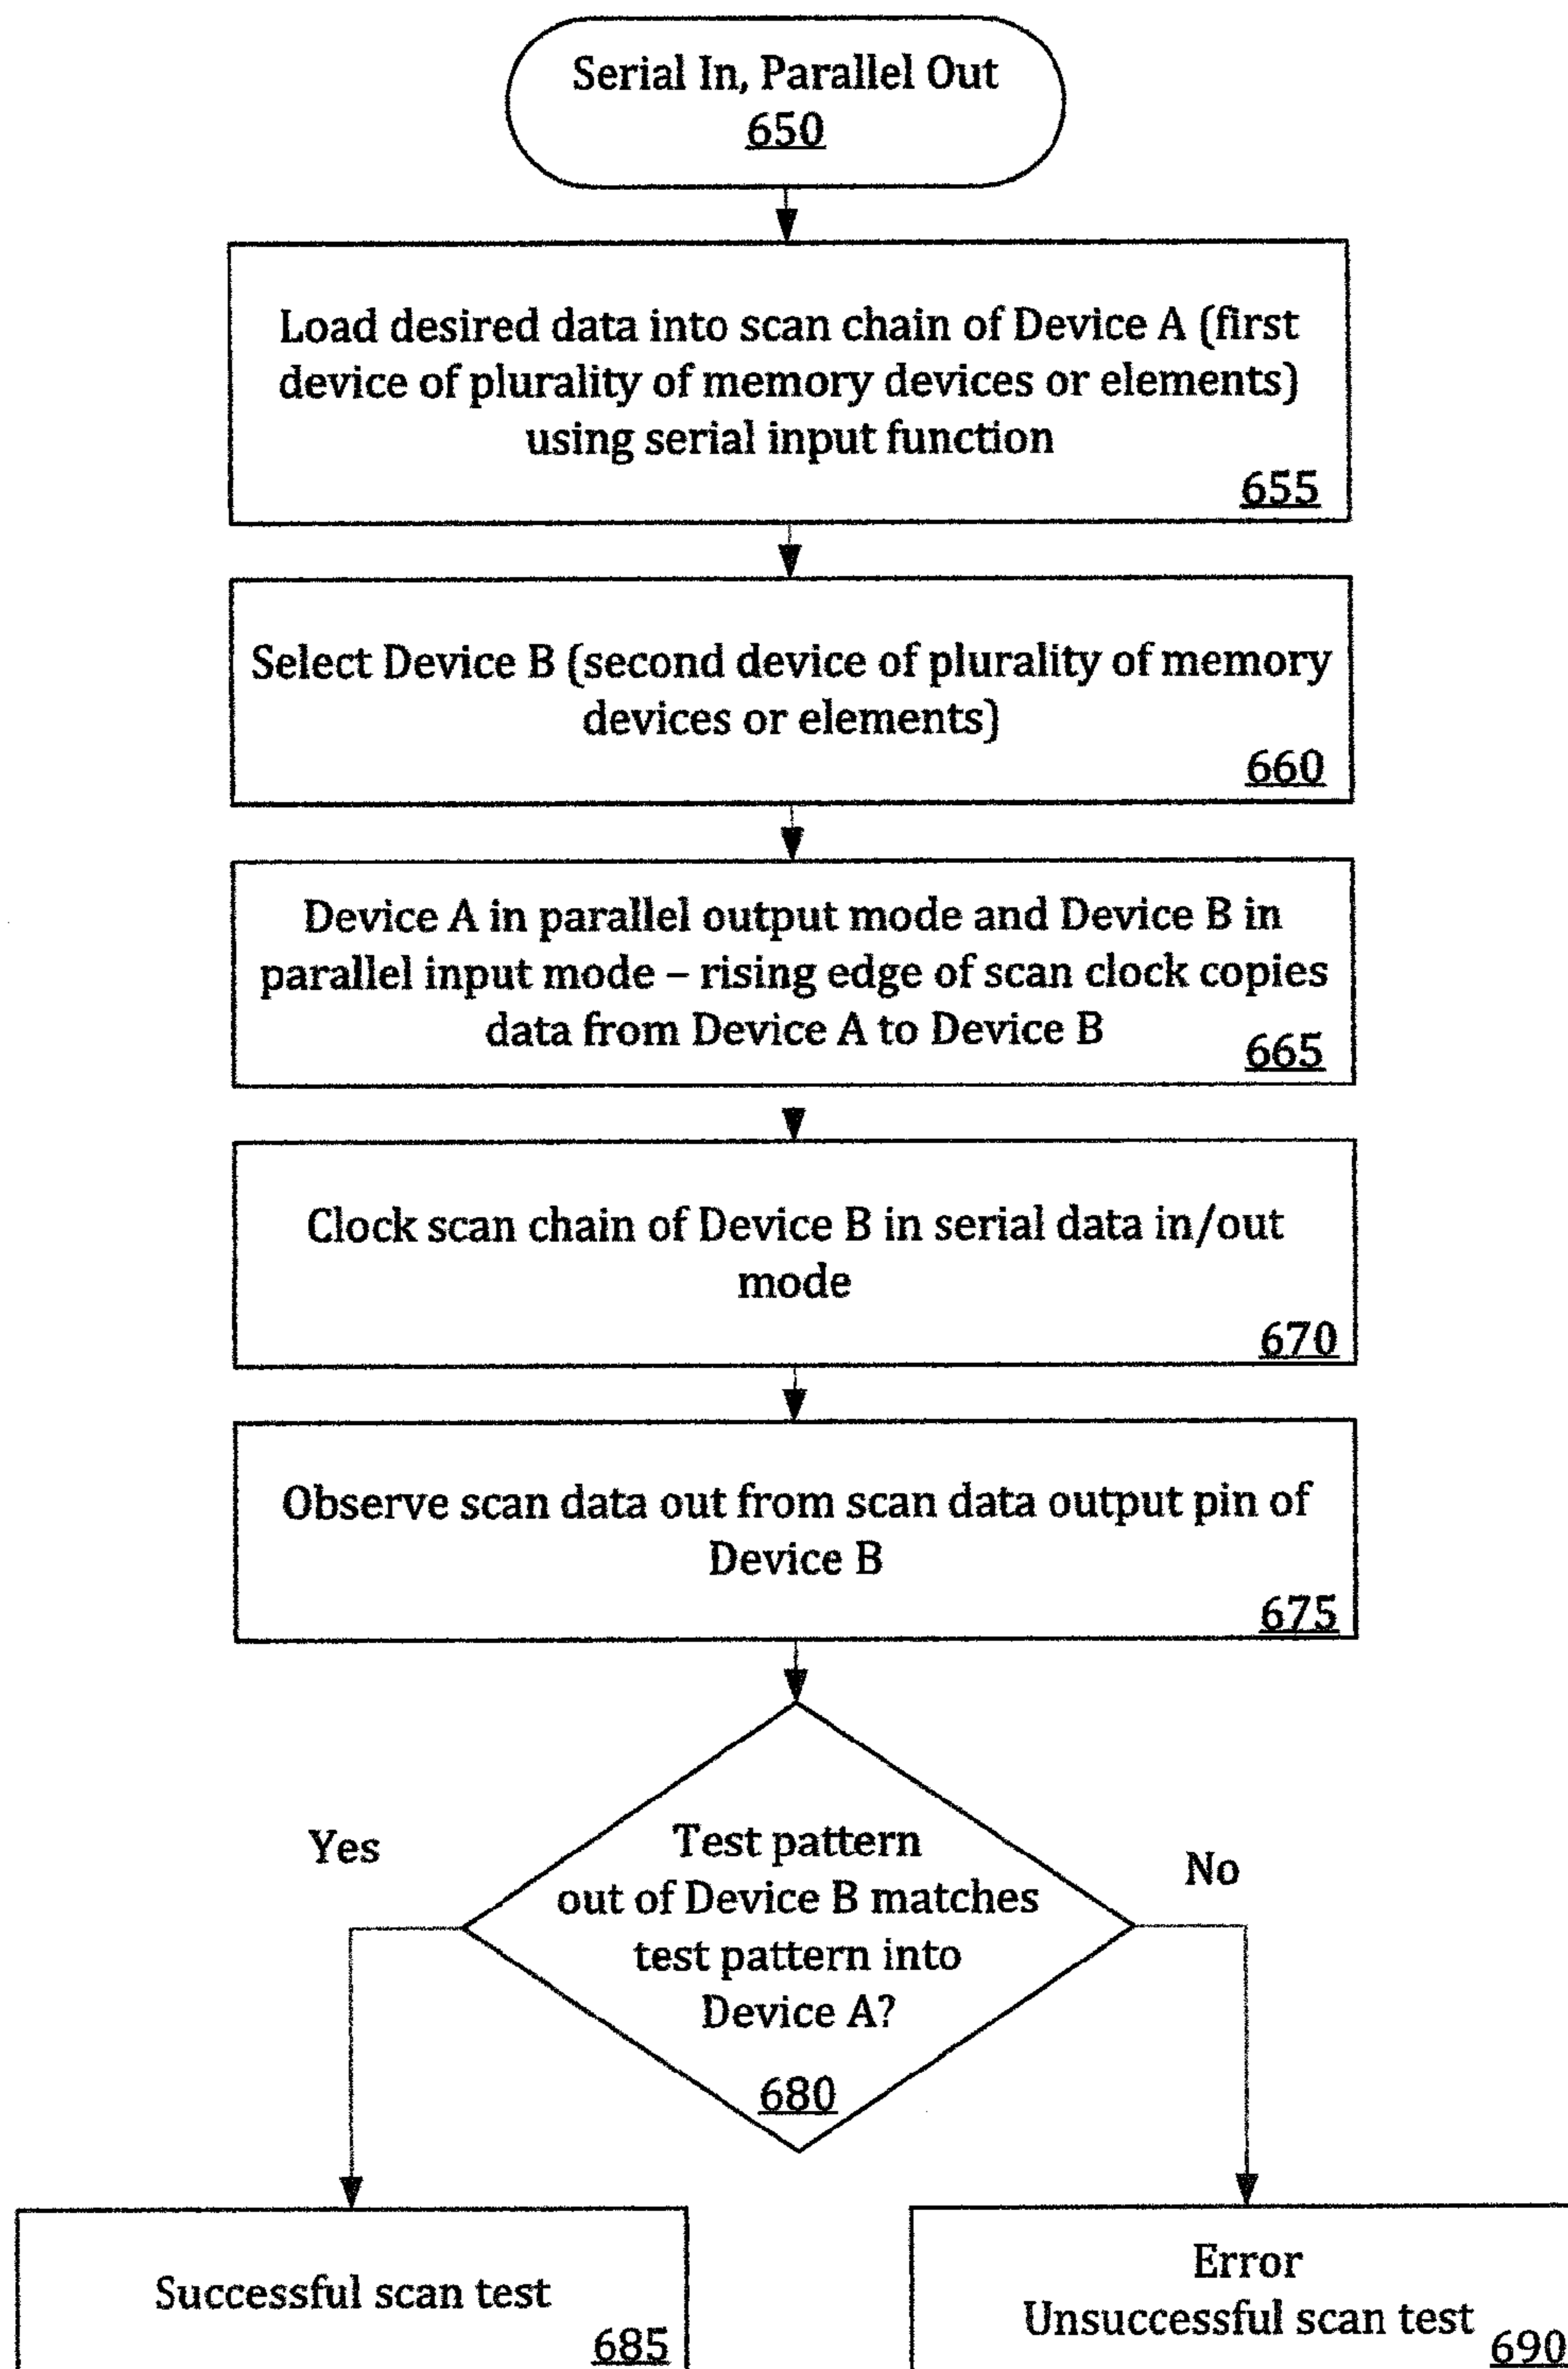 Serial In, Parallel Out
650
Load desired data into scan chain of Device A (first
device of plurality of memory devices or elements)
using serial input function
655
Select Device B (second device of plurality of memory
devices or elements)
660
Device A in parallel output mode and Device B in
parallel input mode – rising edge of scan clock copies
data from Device A to Device B
665
Clock scan chain of Device B in serial data in/out
mode
670
Observe scan data out from scan data output pin of
Device B
675
Yes
No
Test pattern
out of Device B matches
test pattern into
Device A?
680
Successful scan test
685
Error
Unsuccessful scan test
690